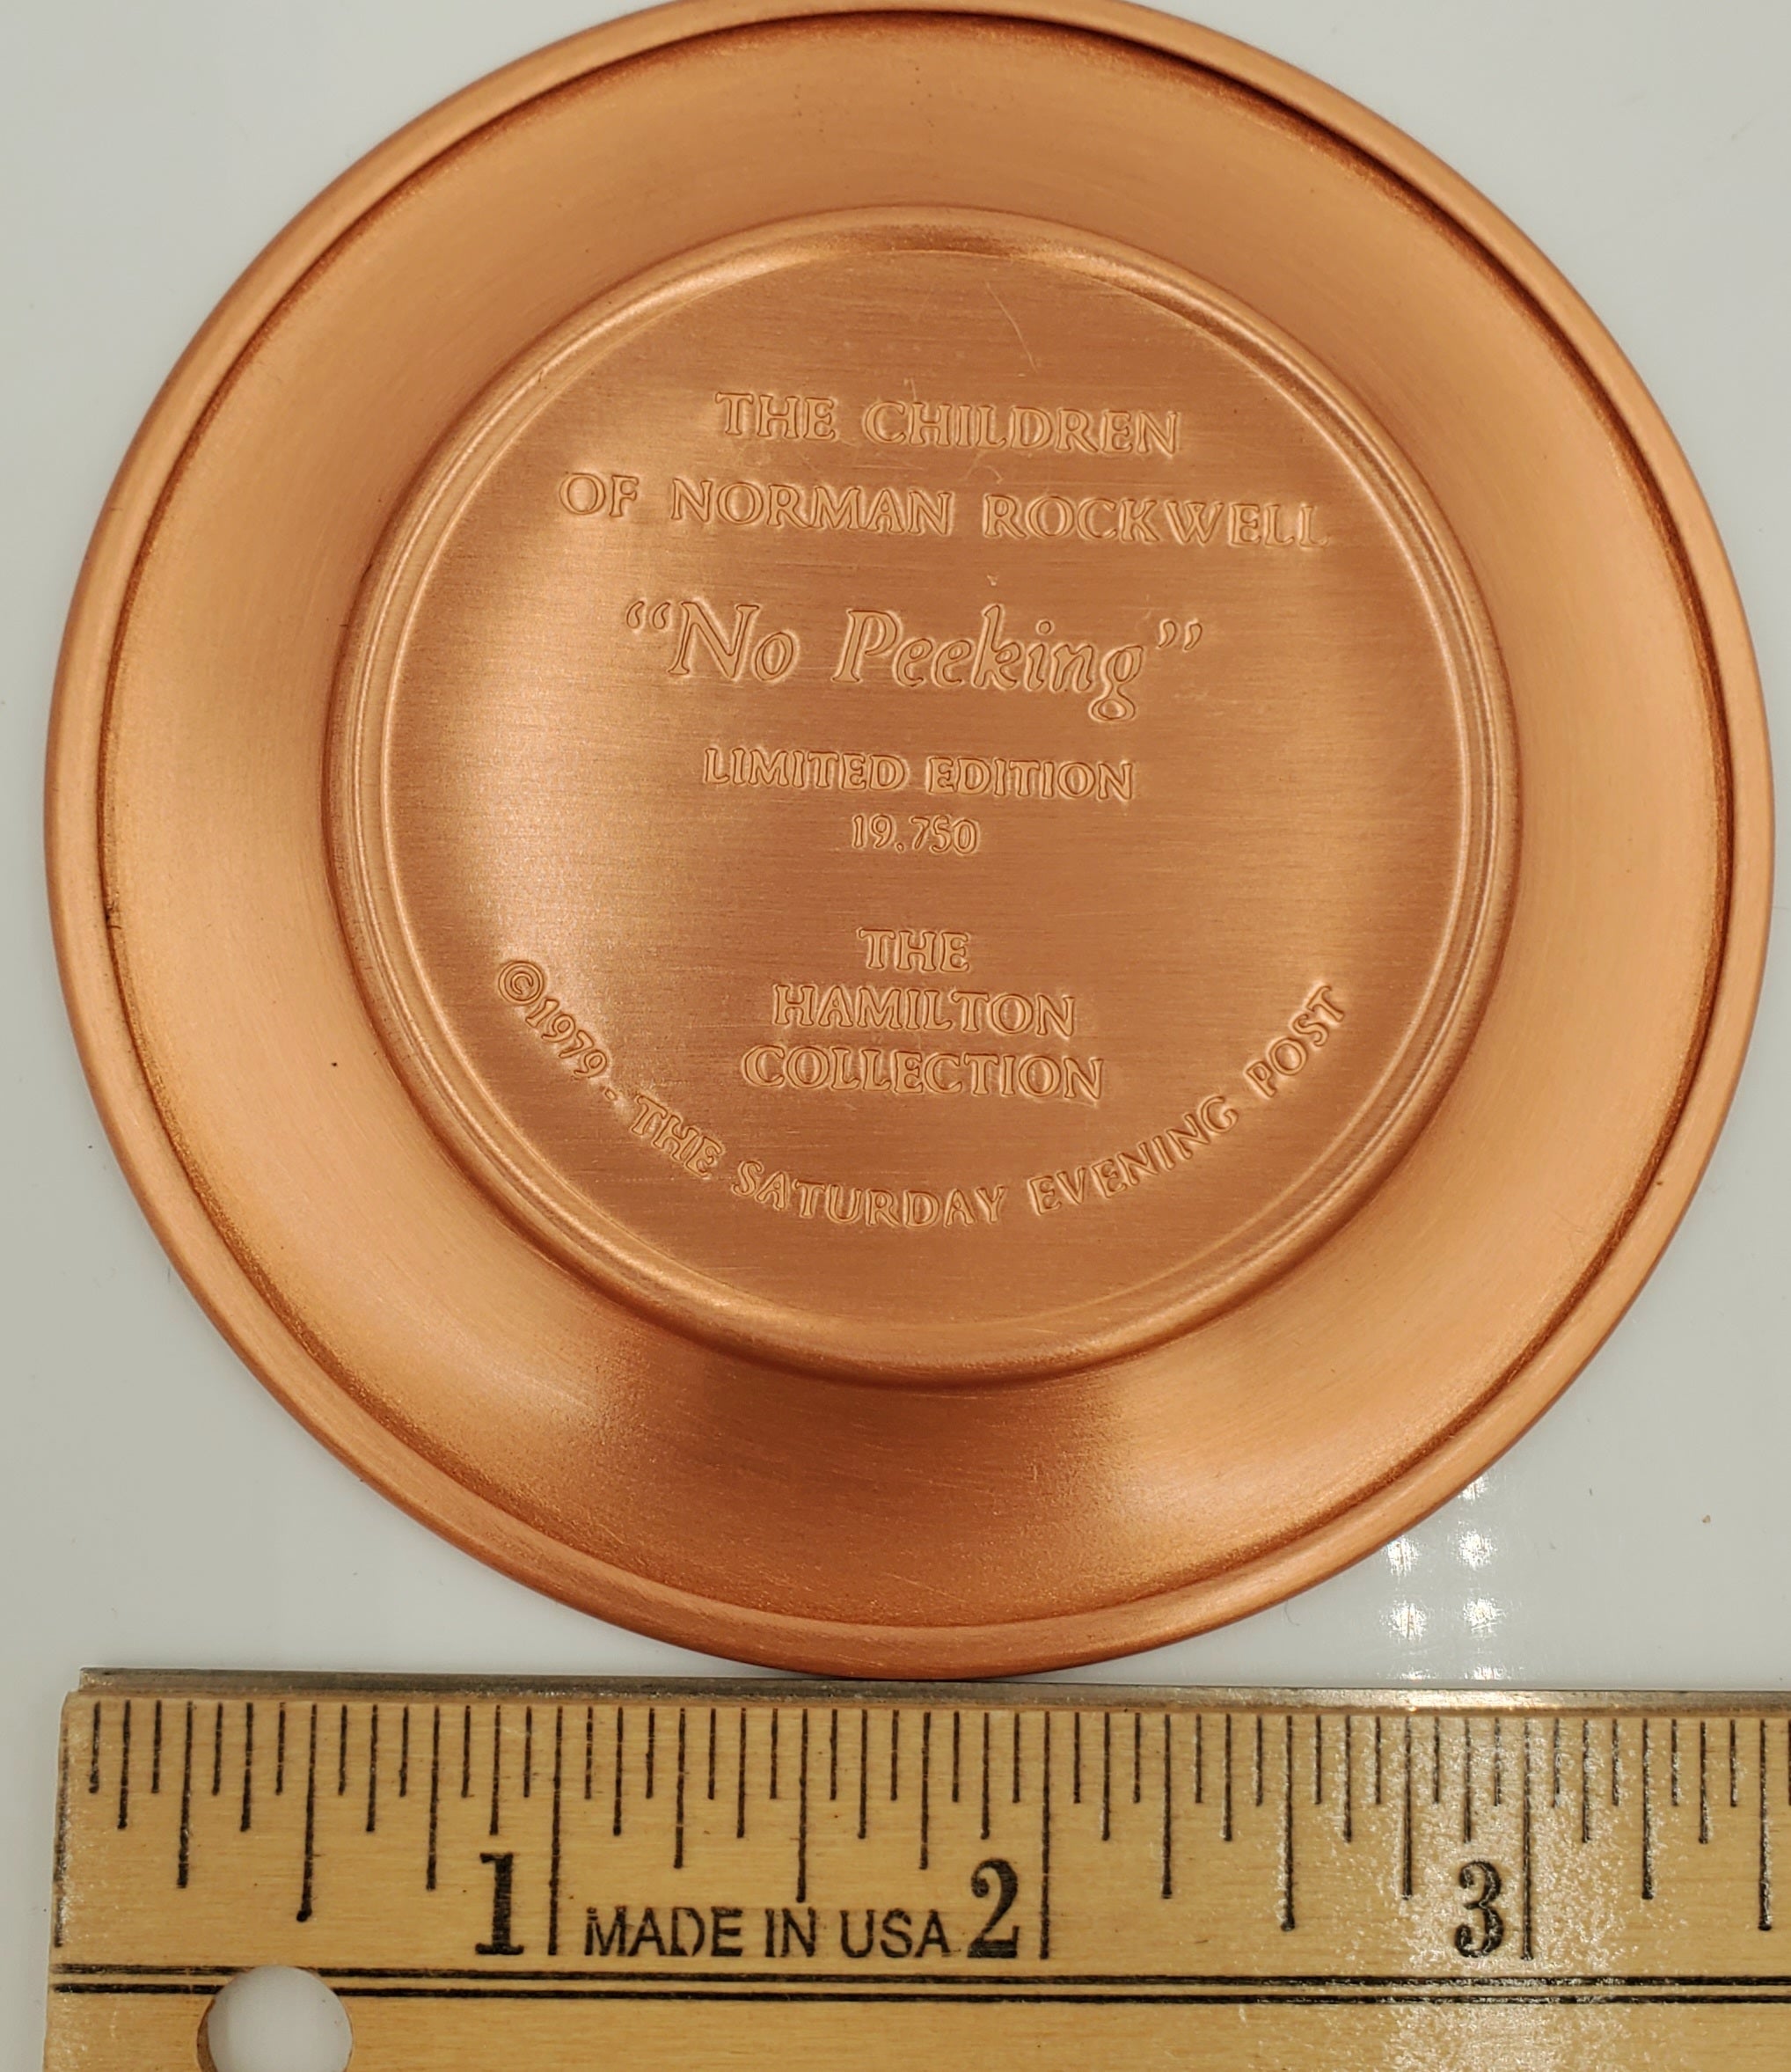 THE CHILDREN
OF NORMAN ROCKWELL
“No Peeking”
LIMITED EDITION
19.750
THE
HAMILTON
COLLECTION
©1979 - THE SATURDAY EVENING POST
1 MADE IN USA 2 3